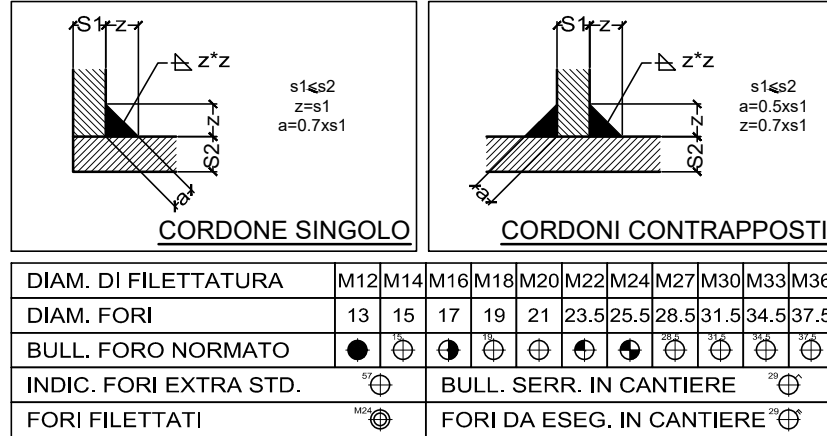 S1 z
z*z
s1≤s2
z=s1
a=0.7xs1
z
S2
a
CORDONE SINGOLO
S1 z
z*z
s1≤s2
a=0.5xs1
z=0.7xs1
z
S2
a
CORDONI CONTRAPPOSTI
DIAM. DI FILETTATURA M12 M14 M16 M18 M20 M22 M24 M27 M30 M33 M36
DIAM. FORI 13 15 17 19 21 23.5 25.5 28.5 31.5 34.5 37.5
BULL. FORO NORMATO 15 19 28.5 31.5 34.5 37.5
INDIC. FORI EXTRA STD. 57 BULL. SERR. IN CANTIERE 29
FORI FILETTATI M24 FORI DA ESEG. IN CANTIERE 29